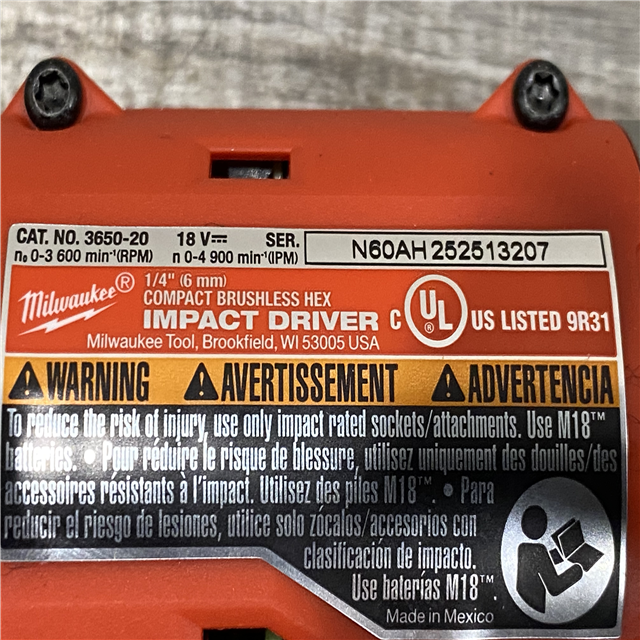 CAT. NO. 3650-20 18 V⎓ SER. N60AH252513207
n₀ 0-3 600 min⁻¹(RPM) n 0-4 900 min⁻¹(IPM)
Milwaukee®
1/4" (6 mm)
COMPACT BRUSHLESS HEX
IMPACT DRIVER
Milwaukee Tool, Brookfield, WI 53005 USA
C UL® US LISTED 9R31
⚠WARNING ⚠AVERTISSEMENT ⚠ADVERTENCIA
To reduce the risk of injury, use only impact rated sockets/attachments. Use M18™
batteries. • Pour réduire le risque de blessure, utilisez uniquement des douilles/des
accessoires résistants à l'impact. Utilisez des piles M18™. • Para
reducir el riesgo de lesiones, utilice solo zócalos/accesorios con
clasificación de impacto.
Use baterías M18™.
Made in Mexico